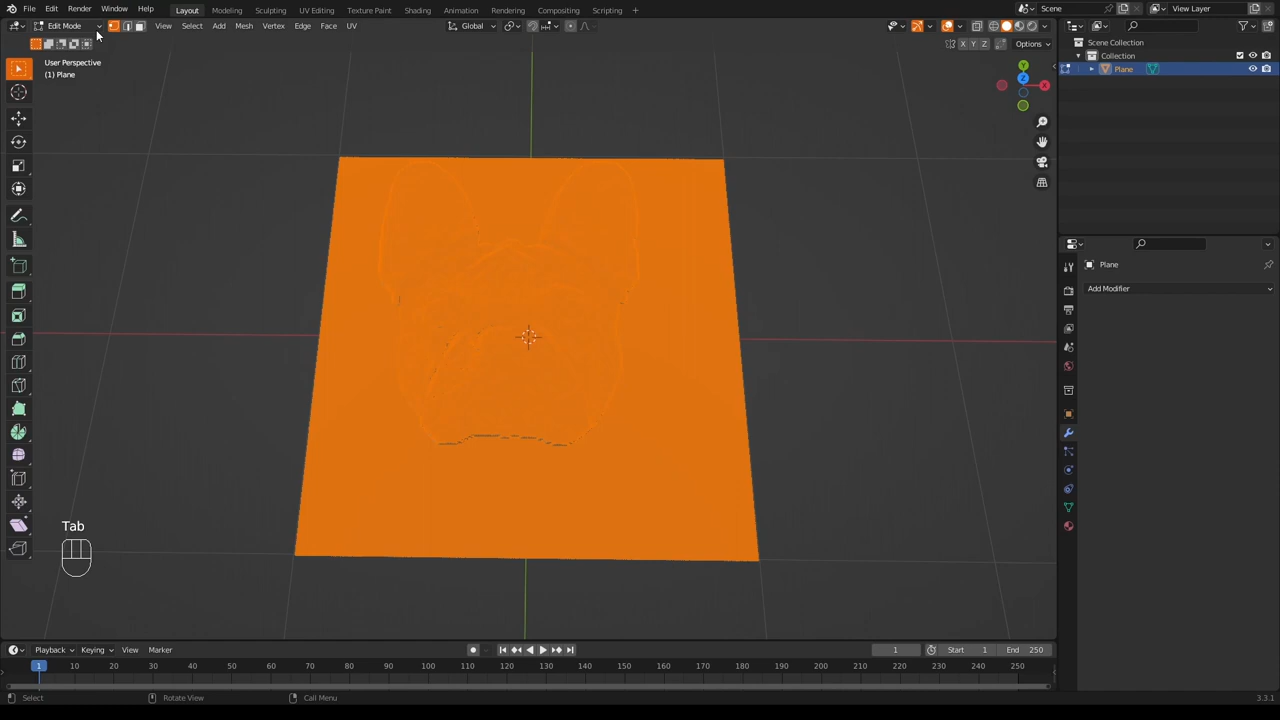 File Edit Render Window Help Layout Modeling Sculpting UV Editing Texture Paint Shading Animation Rendering Compositing Scripting + Scene View Layer
Edit Mode View Select Add Mesh Vertex Edge Face UV Global
X Y Z Options
User Perspective
(1) Plane
Scene Collection
Collection
Plane
Y
Z
X
Plane
Add Modifier
Tab
Playback Keying View Marker 1 Start 1 End 250
1 10 20 30 40 50 60 70 80 90 100 110 120 130 140 150 160 170 180 190 200 210 220 230 240 250
Select Rotate View Call Menu 3.3.1